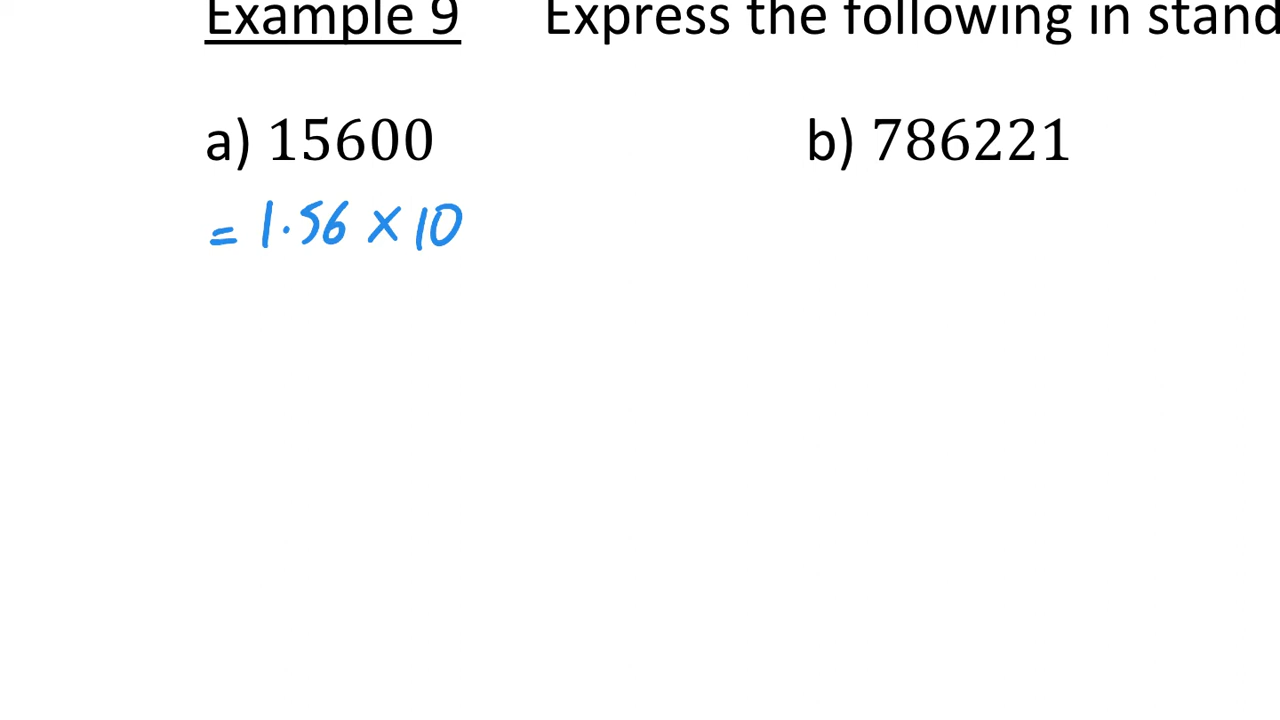 Example 9 Express the following in stand
a) 15600 b) 786221
= 1.56 × 10